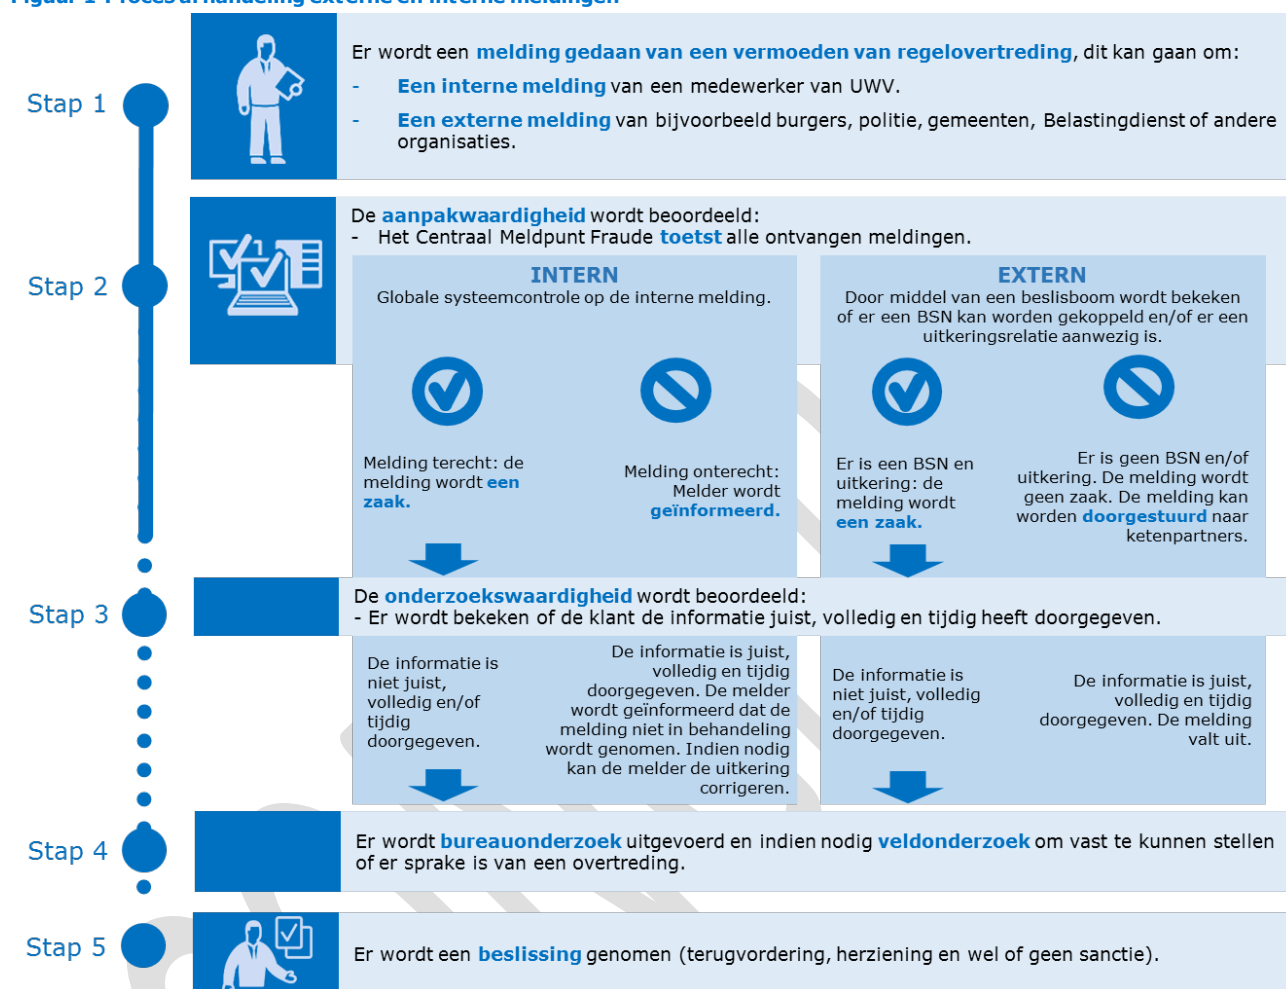 Figuur 1 Proces afhandeling externe en interne meldingen
Stap 1
Er wordt een melding gedaan van een vermoeden van regelovertreding, dit kan gaan om:
- Een interne melding van een medewerker van UWV.
- Een externe melding van bijvoorbeeld burgers, politie, gemeenten, Belastingdienst of andere
organisaties.
Stap 2
De aanpakwaardigheid wordt beoordeeld:
- Het Centraal Meldpunt Fraude toetst alle ontvangen meldingen.
INTERN
Globale systeemcontrole op de interne melding.
Melding terecht: de
melding wordt een
zaak.
Melding onterecht:
Melder wordt
geïnformeerd.
EXTERN
Door middel van een beslisboom wordt bekeken
of er een BSN kan worden gekoppeld en/of er een
uitkeringsrelatie aanwezig is.
Er is een BSN en
uitkering: de
melding wordt
een zaak.
Er is geen BSN en/of
uitkering. De melding wordt
geen zaak. De melding kan
worden doorgestuurd naar
ketenpartners.
Stap 3
De onderzoekswaardigheid wordt beoordeeld:
- Er wordt bekeken of de klant de informatie juist, volledig en tijdig heeft doorgegeven.
De informatie is
niet juist,
volledig en/of
tijdig
doorgegeven.
De informatie is juist,
volledig en tijdig
doorgegeven. De melder
wordt geïnformeerd dat de
melding niet in behandeling
wordt genomen. Indien nodig
kan de melder de uitkering
corrigeren.
De informatie is
niet juist, volledig
en/of tijdig
doorgegeven.
De informatie is juist,
volledig en tijdig
doorgegeven. De melding
valt uit.
Stap 4
Er wordt bureauonderzoek uitgevoerd en indien nodig veldonderzoek om vast te kunnen stellen
of er sprake is van een overtreding.
Stap 5
Er wordt een beslissing genomen (terugvordering, herziening en wel of geen sanctie).